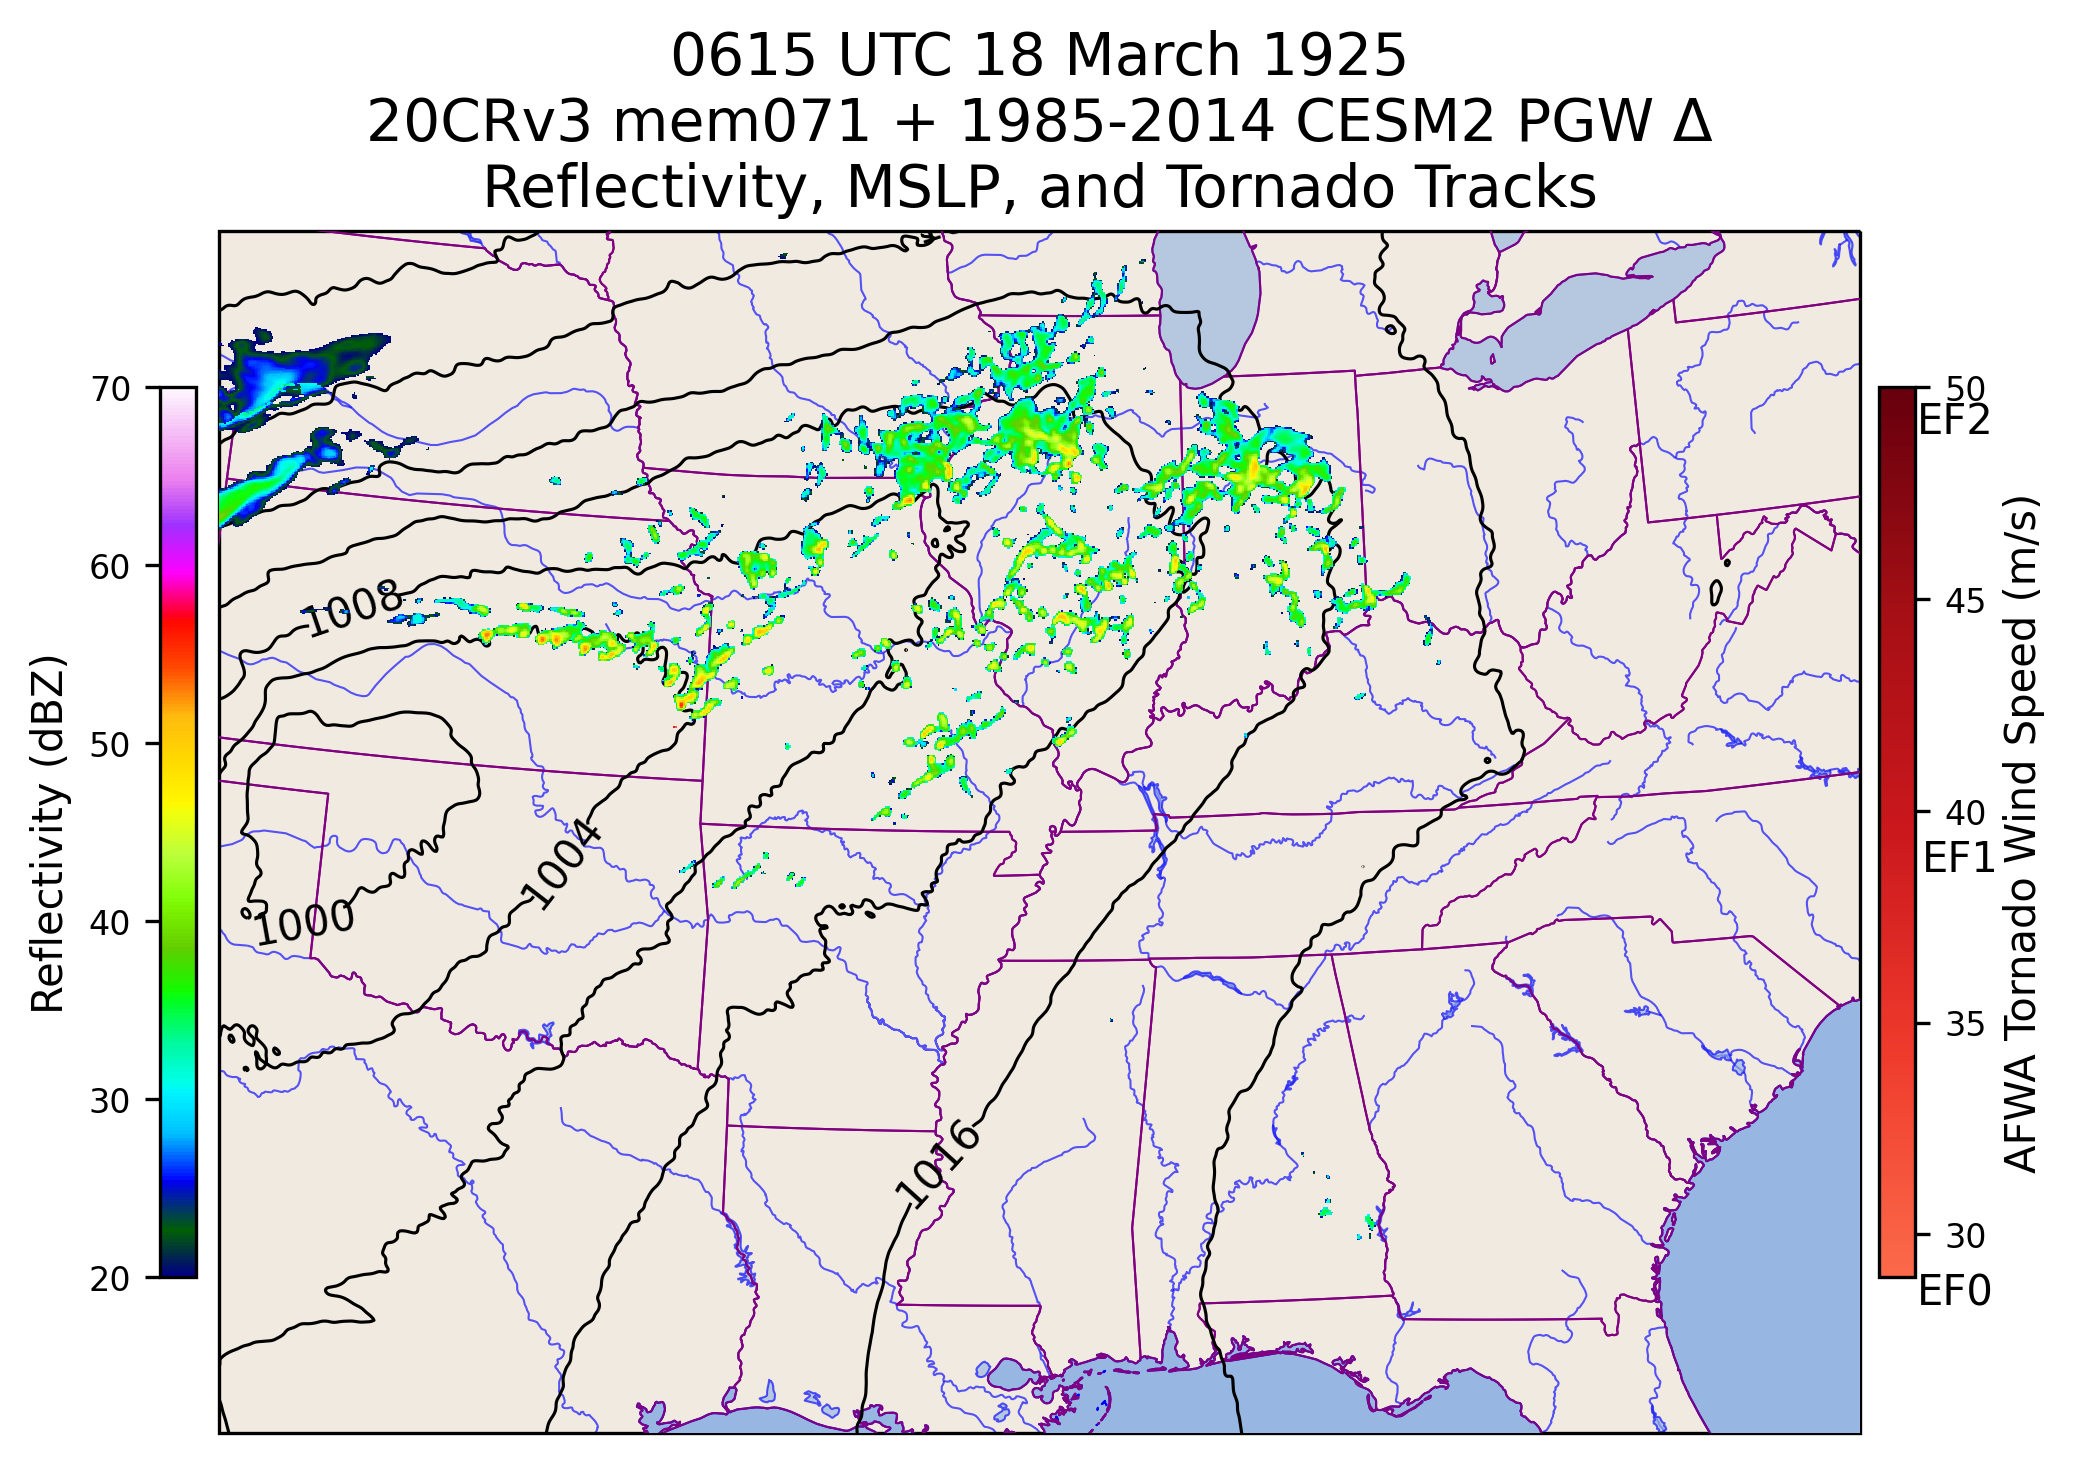 0615 UTC 18 March 1925
20CRv3 mem071 + 1985-2014 CESM2 PGW Δ
Reflectivity, MSLP, and Tornado Tracks
Reflectivity (dBZ)
70
60
50
40
30
20
1008
1004
1000
1016
50
EF2
45
40
EF1
35
30
EF0
AFWA Tornado Wind Speed (m/s)